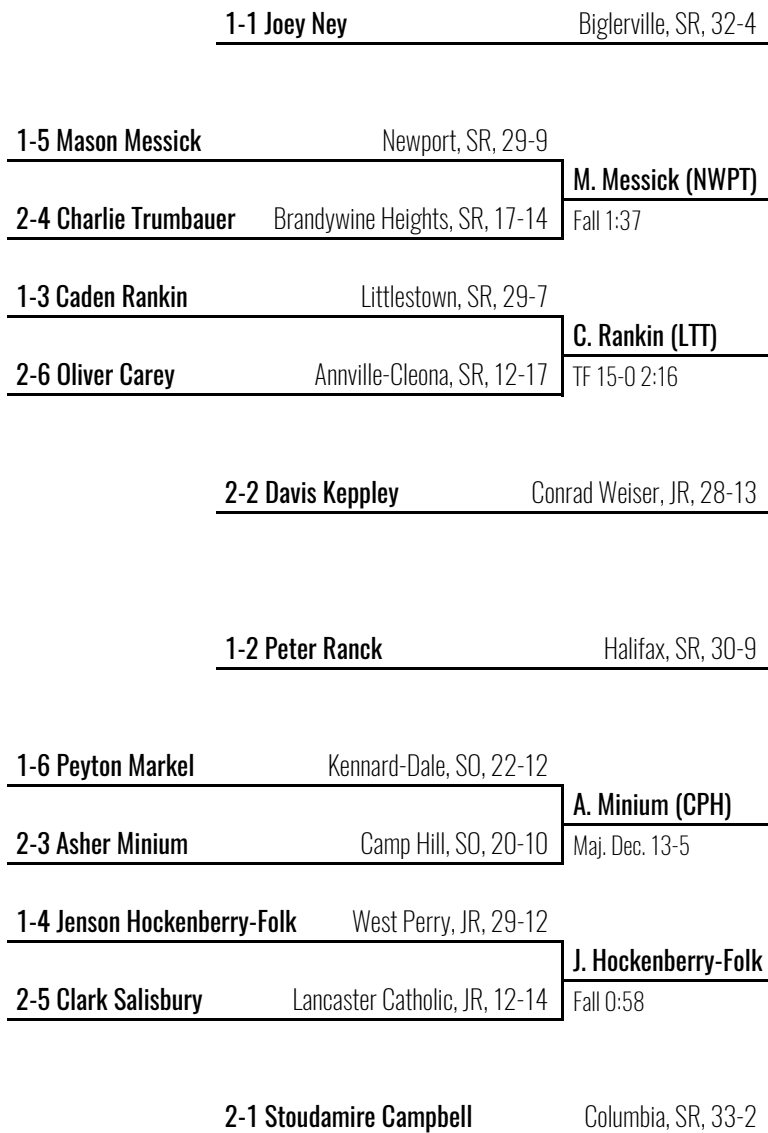 1-1 Joey Ney Biglerville, SR, 32-4
1-5 Mason Messick Newport, SR, 29-9
M. Messick (NWPT)
2-4 Charlie Trumbauer Brandywine Heights, SR, 17-14
Fall 1:37
1-3 Caden Rankin Littlestown, SR, 29-7
C. Rankin (LTT)
2-6 Oliver Carey Annville-Cleona, SR, 12-17
TF 15-0 2:16
2-2 Davis Keppley Conrad Weiser, JR, 28-13
1-2 Peter Ranck Halifax, SR, 30-9
1-6 Peyton Markel Kennard-Dale, SO, 22-12
A. Minium (CPH)
2-3 Asher Minium Camp Hill, SO, 20-10
Maj. Dec. 13-5
1-4 Jenson Hockenberry-Folk West Perry, JR, 29-12
J. Hockenberry-Folk
2-5 Clark Salisbury Lancaster Catholic, JR, 12-14
Fall 0:58
2-1 Stoudamire Campbell Columbia, SR, 33-2